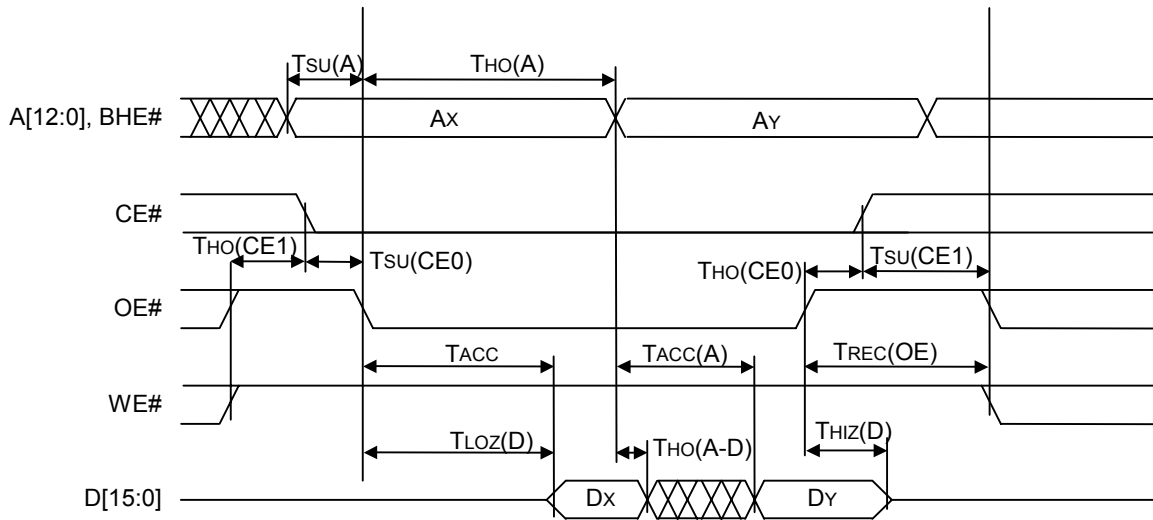 TSU(A)
THO(A)
A[12:0], BHE#
AX
AY
CE#
THO(CE1)
TSU(CE0)
THO(CE0)
TSU(CE1)
OE#
TACC
TACC(A)
TREC(OE)
WE#
TLOZ(D)
THO(A-D)
THIZ(D)
D[15:0]
DX
DY